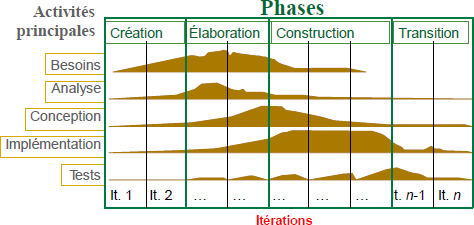 Activités principales
Phases
Création Élaboration Construction Transition
Besoins
Analyse
Conception
Implémentation
Tests
It. 1 It. 2 ... ... ... ... ... t. n-1 It. n
Itérations